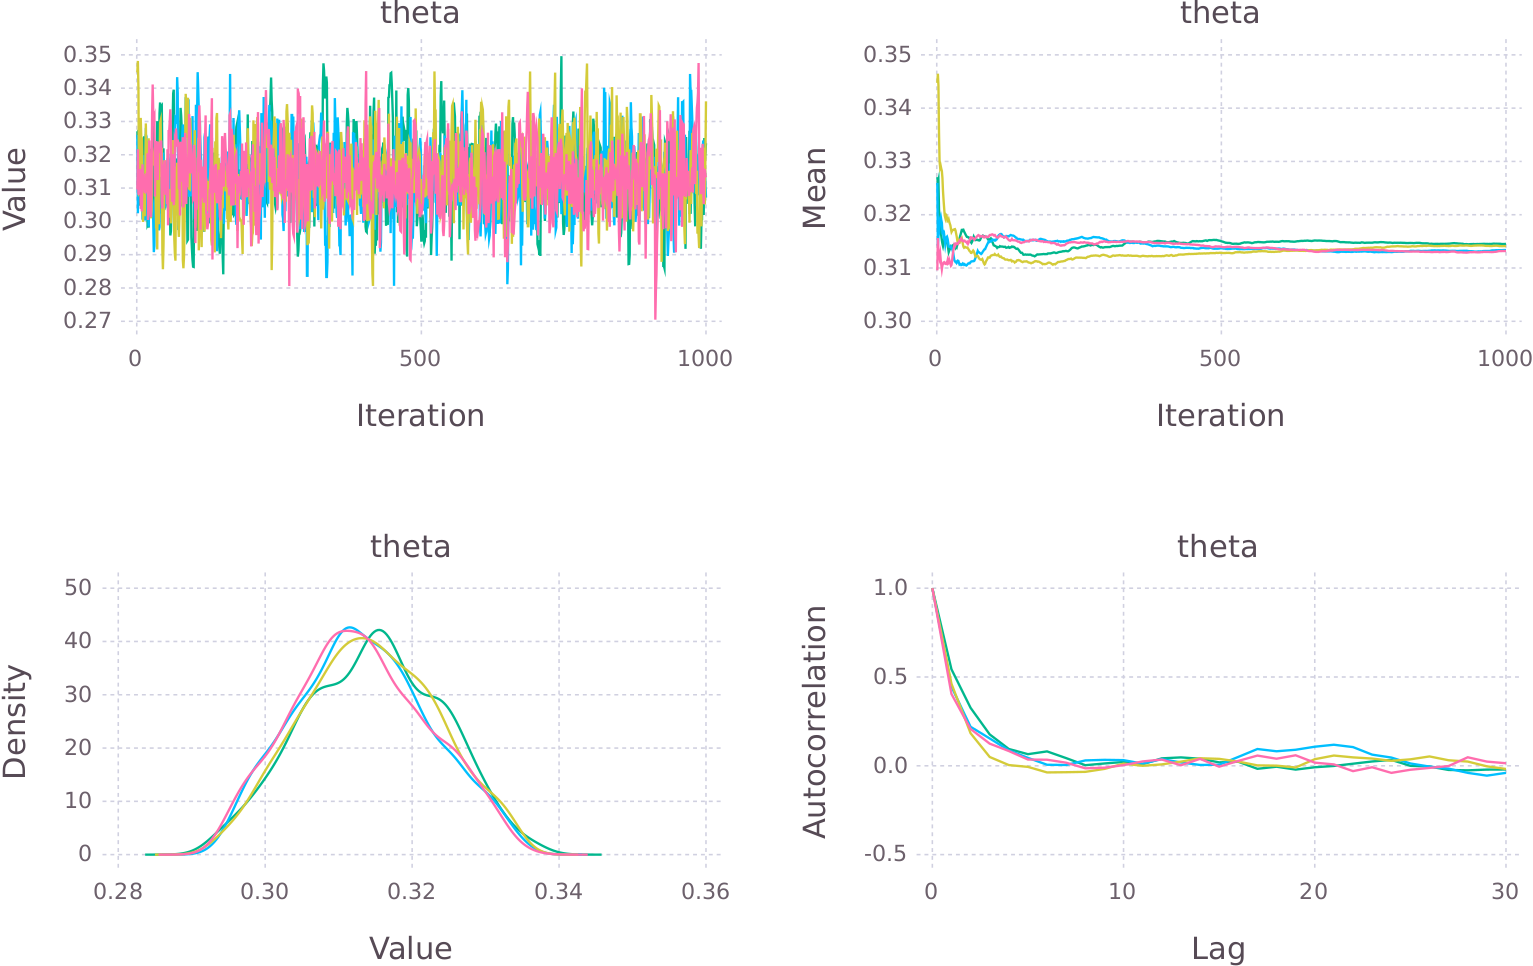 theta
Value
0.35
0.34
0.33
0.32
0.31
0.30
0.29
0.28
0.27
0 500 1000
Iteration
theta
Mean
0.35
0.34
0.33
0.32
0.31
0.30
0 500 1000
Iteration
theta
Density
50
40
30
20
10
0
0.28 0.30 0.32 0.34 0.36
Value
theta
Autocorrelation
1.0
0.5
0.0
-0.5
0 10 20 30
Lag